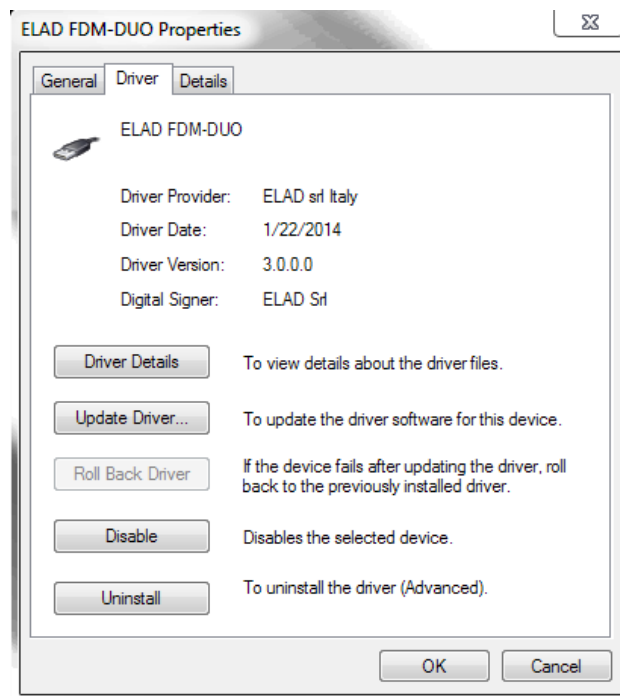 ELAD FDM-DUO Properties
General Driver Details
ELAD FDM-DUO
Driver Provider: ELAD srl Italy
Driver Date: 1/22/2014
Driver Version: 3.0.0.0
Digital Signer: ELAD Srl
Driver Details To view details about the driver files.
Update Driver... To update the driver software for this device.
Roll Back Driver If the device fails after updating the driver, roll
back to the previously installed driver.
Disable Disables the selected device.
Uninstall To uninstall the driver (Advanced).
OK Cancel